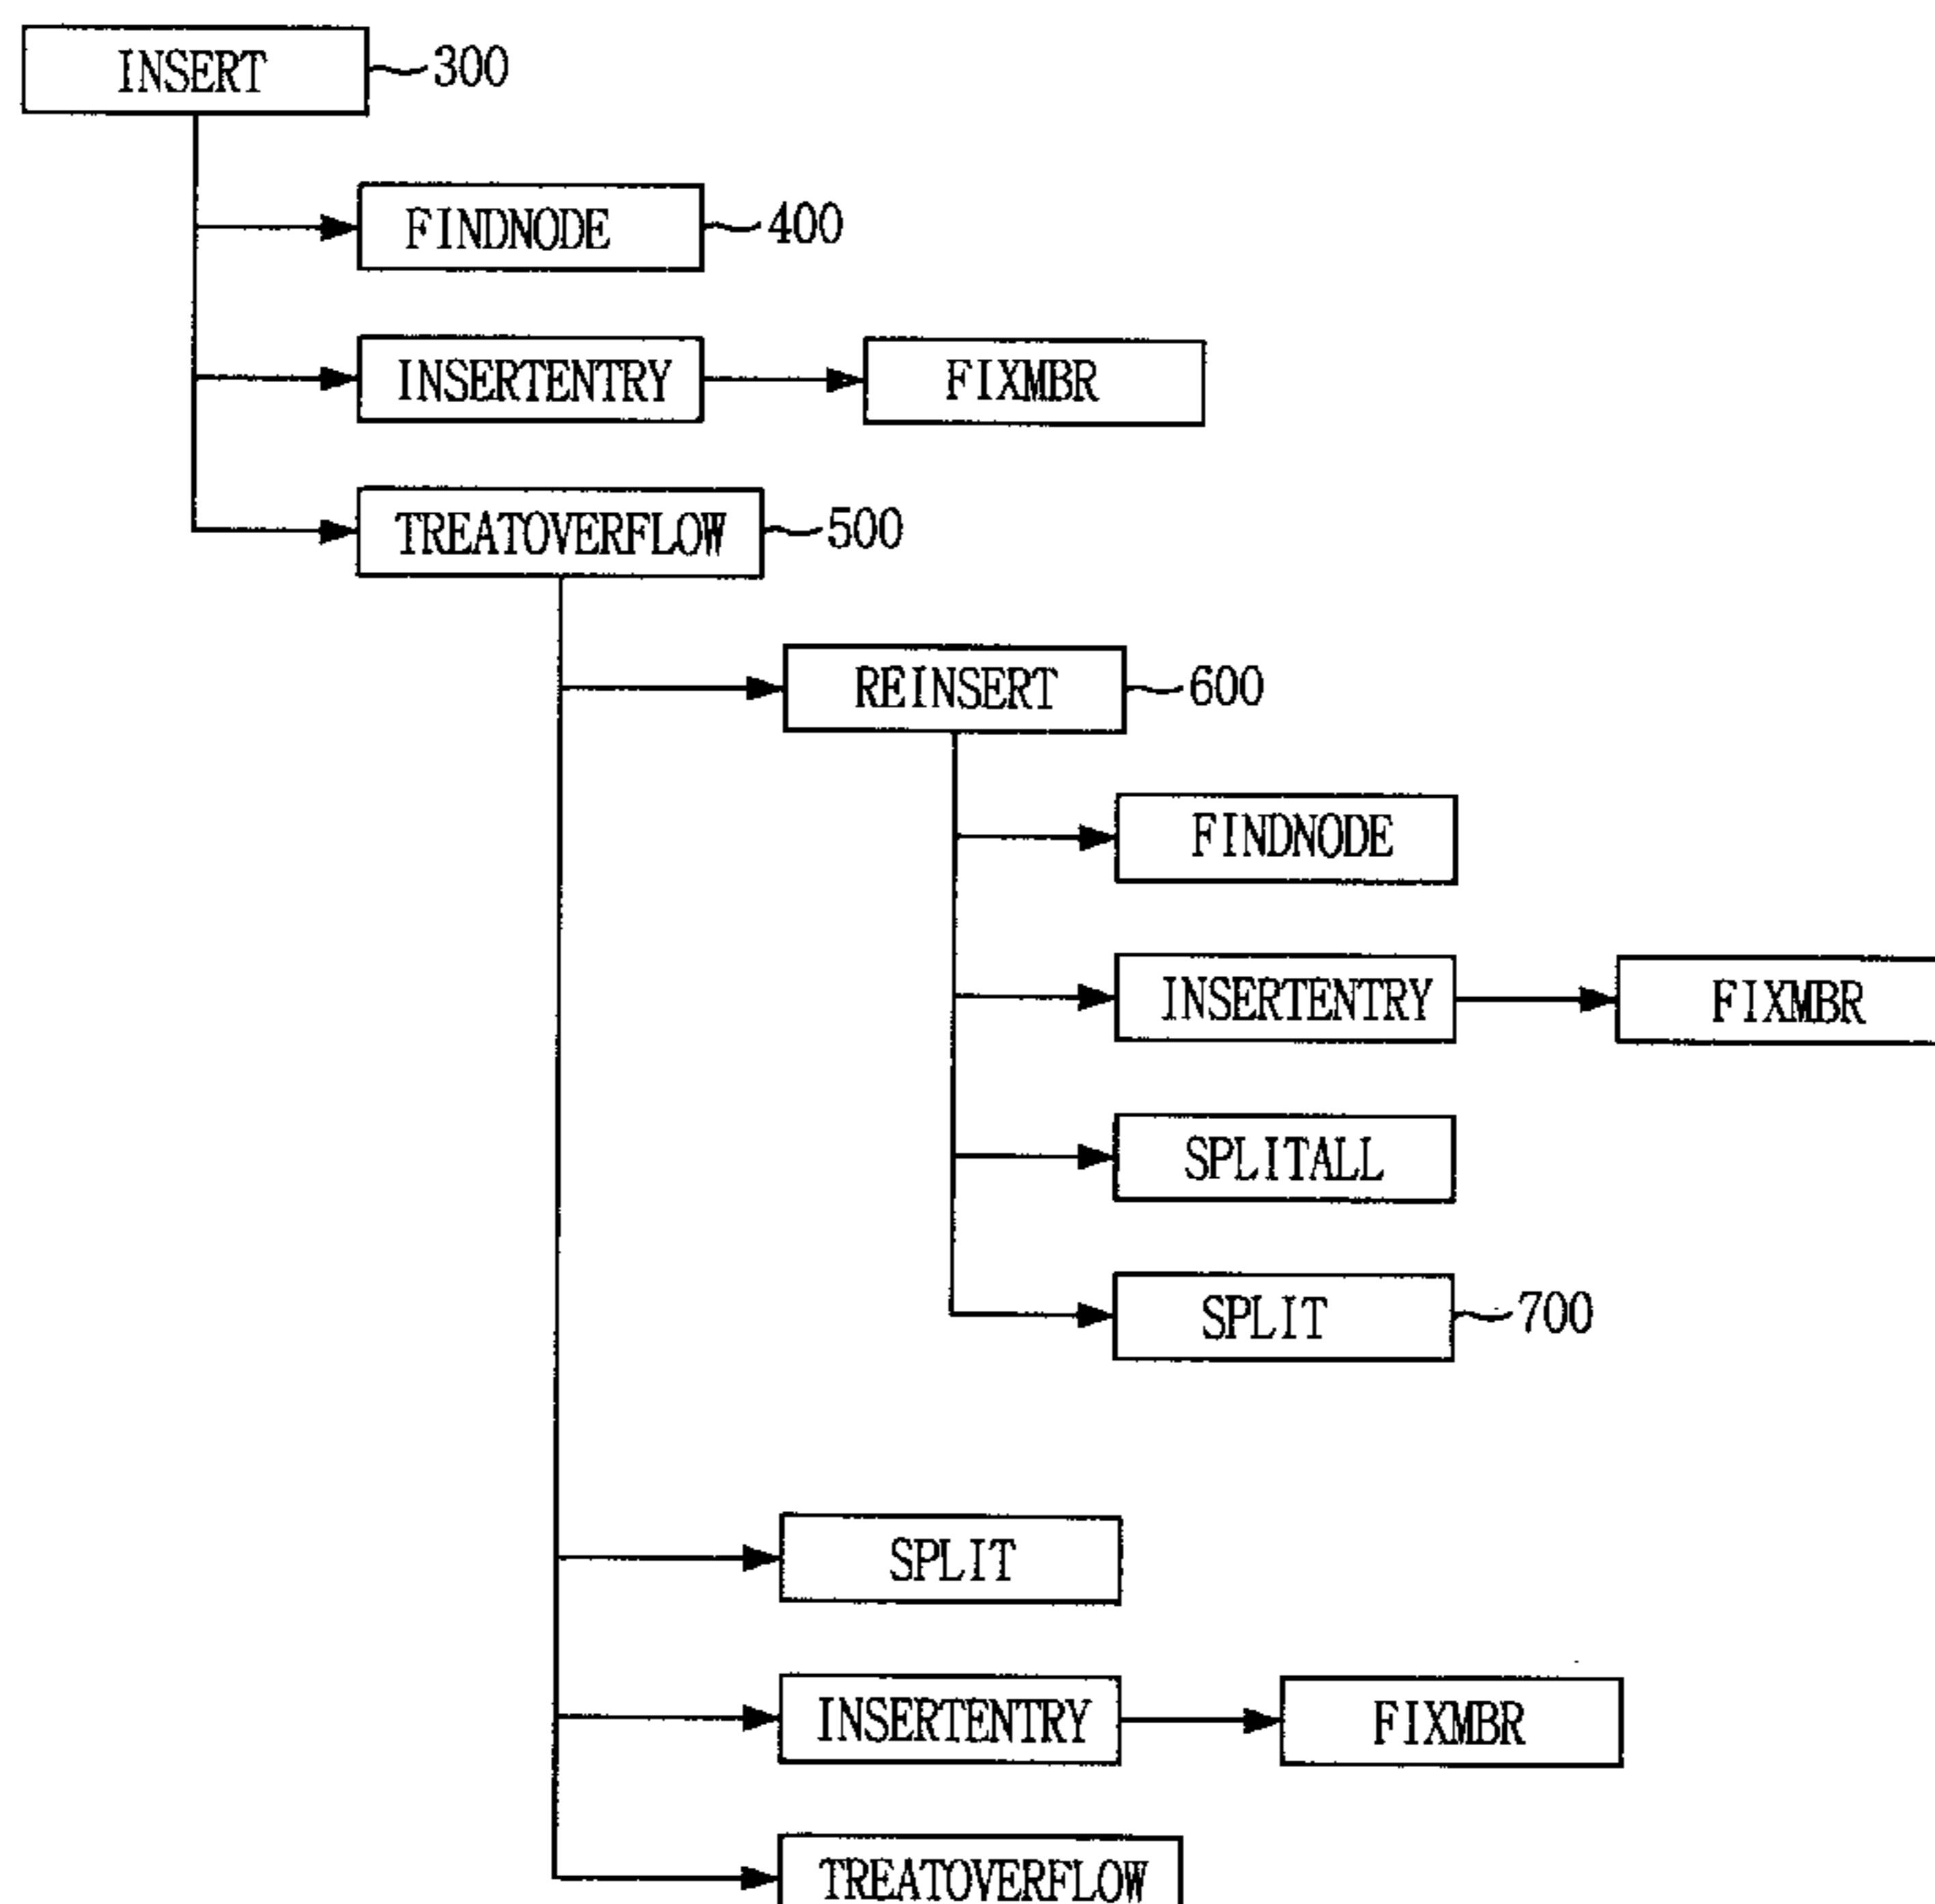 INSERT 300
FINDNODE 400
INSERTENTRY FIXMBR
TREATOVERFLOW 500
REINSERT 600
FINDNODE
INSERTENTRY FIXMBR
SPLITALL
SPLIT 700
SPLIT
INSERTENTRY FIXMBR
TREATOVERFLOW